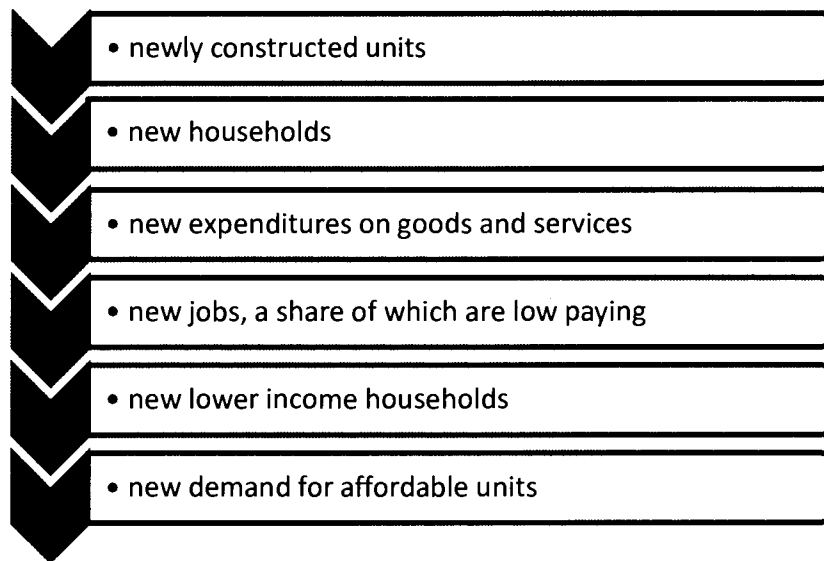 • newly constructed units
• new households
• new expenditures on goods and services
• new jobs, a share of which are low paying
• new lower income households
• new demand for affordable units